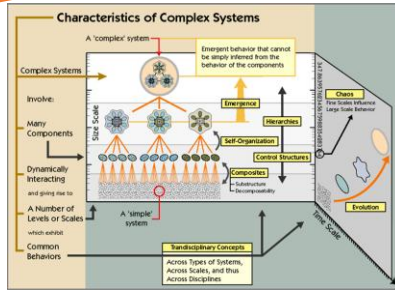 Characteristics of Complex Systems
A 'complex' system
Emergent behavior that cannot
be simply inferred from the
behavior of the components
Complex Systems
Involve:
Many
Components
Dynamically
Interacting
and giving rise to
A Number of
Levels or Scales
which exhibit
Common
Behaviors
Size Scale
Emergence
Hierarchies
Self-Organization
Control Structures
Composites
Substructure
Decomposability
A 'simple'
system
Chaos
Fine Scales Influence
Large Scale Behavior
Evolution
Time Scale
Transdisciplinary Concepts
Across Types of Systems,
Across Scales, and thus
Across Disciplines